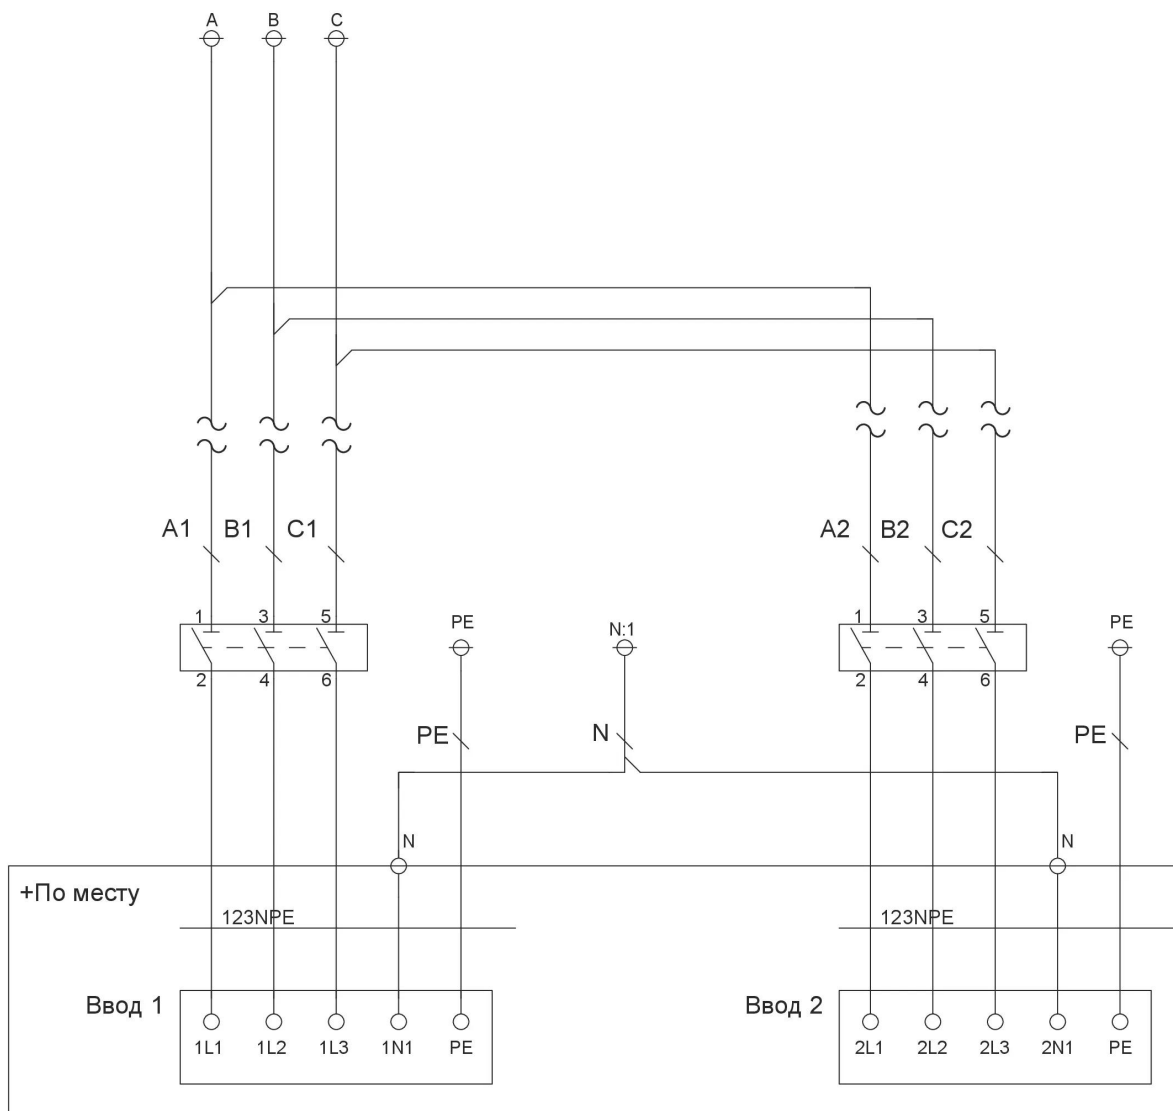 A B C
A1 B1 C1 A2 B2 C2
1 3 5 1 3 5
PE N:1 PE
2 4 6 2 4 6
PE N PE
N N
+По месту
123NPE 123NPE
Ввод 1 Ввод 2
1L1 1L2 1L3 1N1 PE 2L1 2L2 2L3 2N1 PE